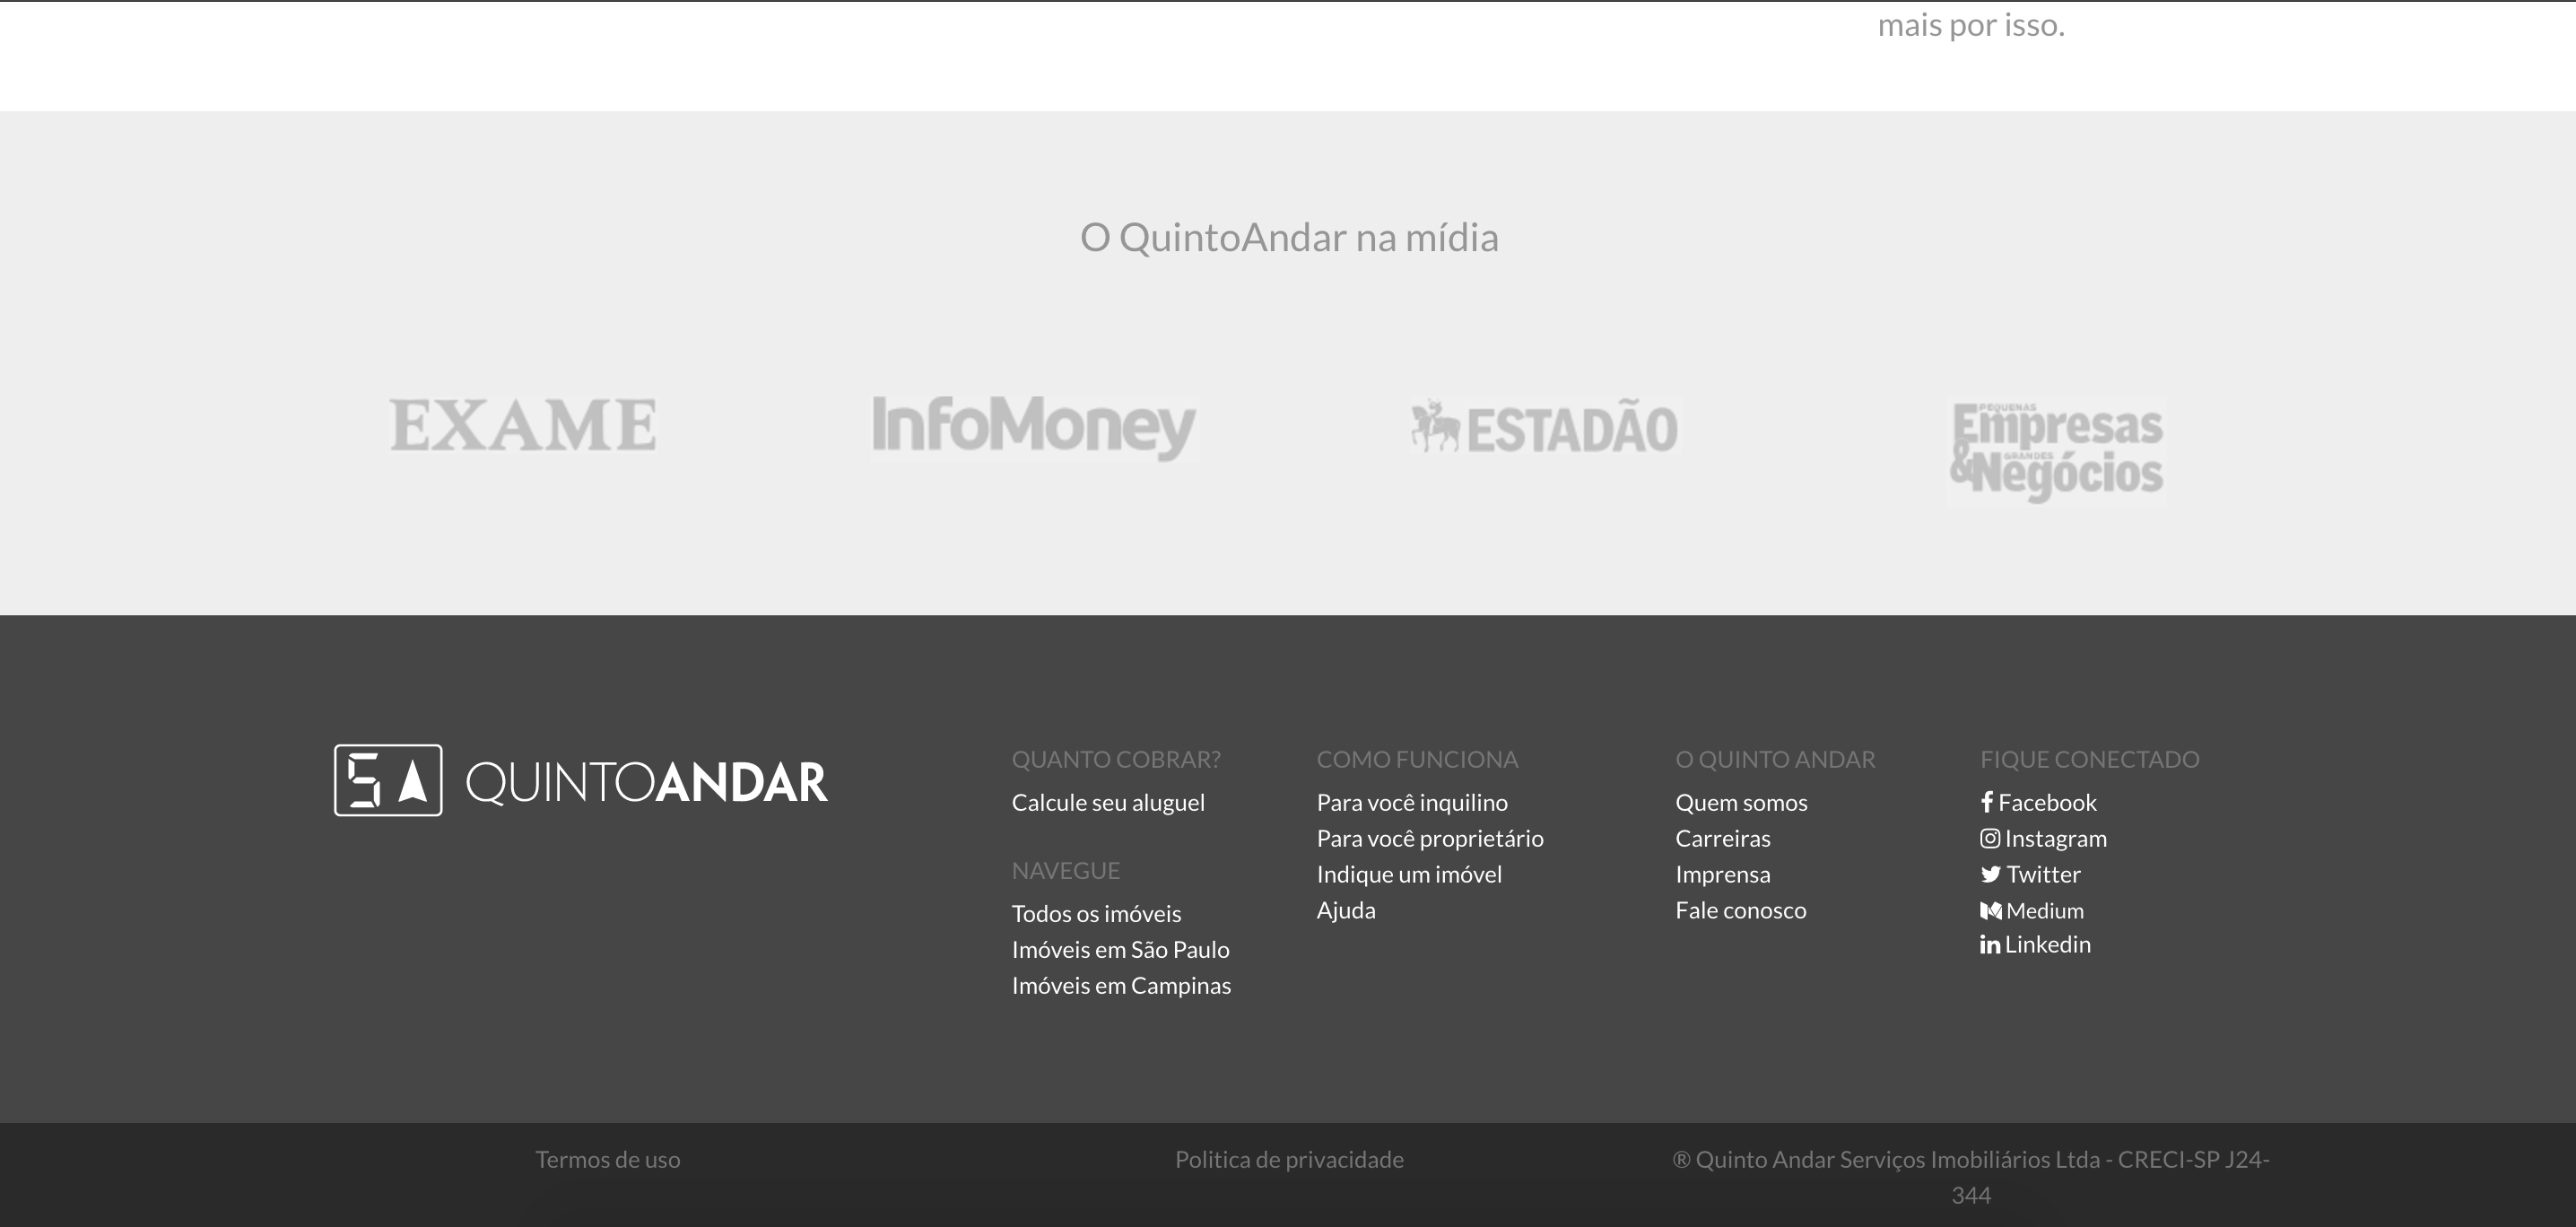 mais por isso.
O QuintoAndar na mídia
EXAME
InfoMoney
ESTADÃO
PEQUENAS
Empresas
& GRANDES
Negócios
5 QUINTOANDAR
QUANTO COBRAR?
Calcule seu aluguel
NAVEGUE
Todos os imóveis
Imóveis em São Paulo
Imóveis em Campinas
COMO FUNCIONA
Para você inquilino
Para você proprietário
Indique um imóvel
Ajuda
O QUINTO ANDAR
Quem somos
Carreiras
Imprensa
Fale conosco
FIQUE CONECTADO
Facebook
Instagram
Twitter
Medium
Linkedin
Termos de uso
Politica de privacidade
® Quinto Andar Serviços Imobiliários Ltda - CRECI-SP J24-
344